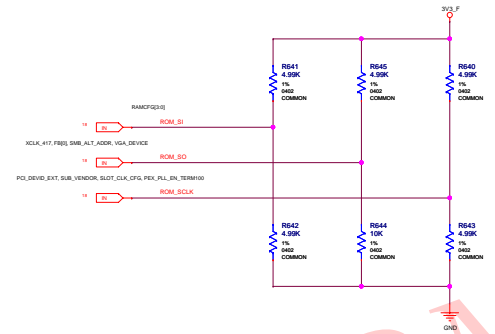 3V3_F
R641
4.99K
1%
0402
COMMON
R645
4.99K
1%
0402
COMMON
R640
4.99K
1%
0402
COMMON
RAMCFG[3:0]
IN
ROM_SI
XCLK_417, FB[0], SMB_ALT_ADDR, VGA_DEVICE
IN
ROM_SO
PCI_DEVID_EXT, SUB_VENDOR, SLOT_CLK_CFG, PEX_PLL_EN_TERM100
IN
ROM_SCLK
R642
4.99K
1%
0402
COMMON
R644
10K
1%
0402
COMMON
R643
4.99K
1%
0402
COMMON
GND